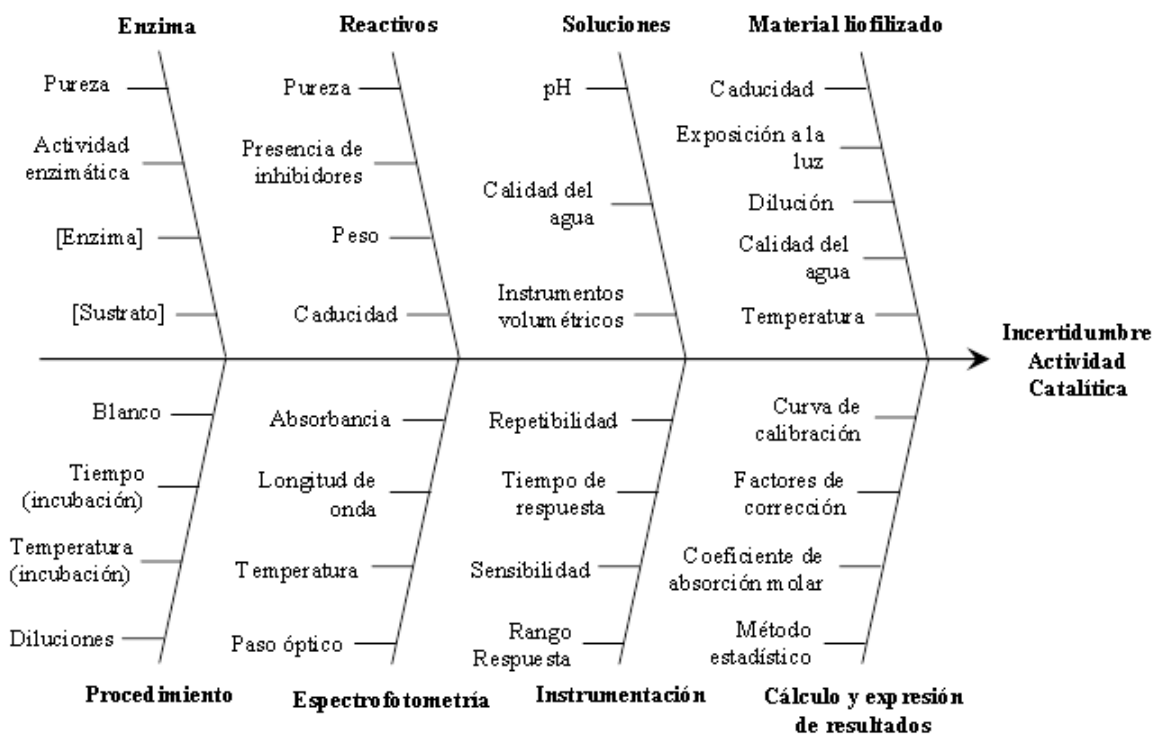 Enzima
Reactivos
Soluciones
Material liofilizado
Pureza
Actividad
enzimática
[Enzima]
[Sustrato]
Pureza
Presencia de
inhibidores
Peso
Caducidad
pH
Calidad del
agua
Instrumentos
volumétricos
Caducidad
Exposición a la
luz
Dilución
Calidad del
agua
Temperatura
Incertidumbre
Actividad
Catalítica
Blanco
Tiempo
(incubación)
Temperatura
(incubación)
Diluciones
Absorbancia
Longitud de
onda
Temperatura
Paso óptico
Repetibilidad
Tiempo de
respuesta
Sensibilidad
Rango
Respuesta
Curva de
calibración
Factores de
corrección
Coeficiente de
absorción molar
Método
estadístico
Procedimiento
Espectrofotometría
Instrumentación
Cálculo y expresión
de resultados